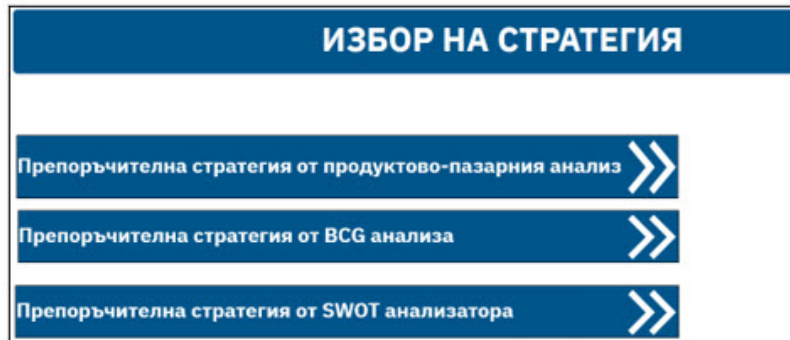 ИЗБОР НА СТРАТЕГИЯ
Препоръчителна стратегия от продуктово-пазарния анализ
Препоръчителна стратегия от BCG анализа
Препоръчителна стратегия от SWOT анализатора